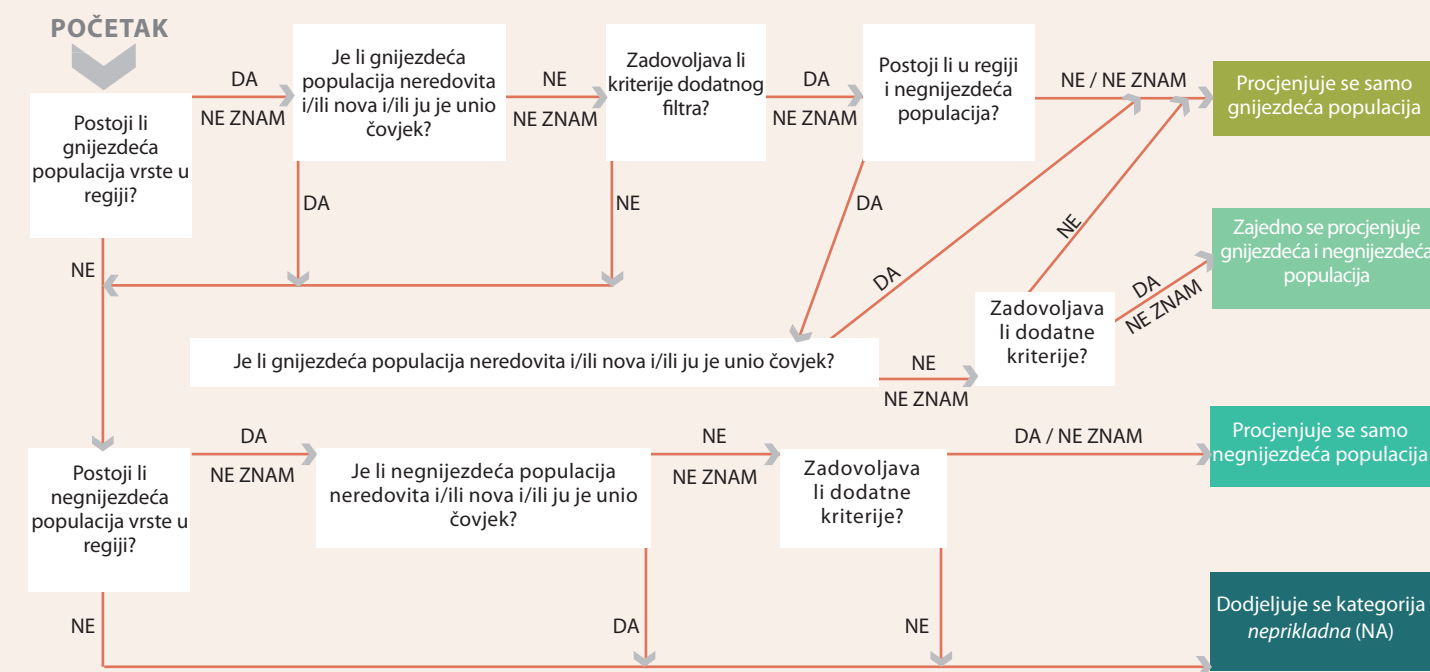 POČETAK
Postoji li
gnijezdeća
populacija vrste u
regiji?
DA
NE ZNAM
Je li gnijezdeća
populacija neredovita
i/ili nova i/ili ju je unio
čovjek?
NE
NE ZNAM
Zadovoljava li
kriterije dodatnog
filtra?
DA
NE ZNAM
Postoji li u regiji
i negnijezdeća
populacija?
NE / NE ZNAM
Procjenjuje se samo
gnijezdeća populacija
NE
DA
NE
DA
DA
NE
DA
NE ZNAM
Zajedno se procjenjuje
gnijezdeća i negnijezdeća
populacija
Je li gnijezdeća populacija neredovita i/ili nova i/ili ju je unio čovjek?
NE
NE ZNAM
Zadovoljava
li dodatne
kriterije?
Postoji li
negnijezdeća
populacija vrste u
regiji?
DA
NE ZNAM
Je li negnijezdeća populacija
neredovita i/ili nova i/ili ju je unio
čovjek?
NE
NE ZNAM
Zadovoljava
li dodatne
kriterije?
DA / NE ZNAM
Procjenjuje se samo
negnijezdeća populacija
NE
DA
NE
Dodjeljuje se kategorija
neprikladna (NA)